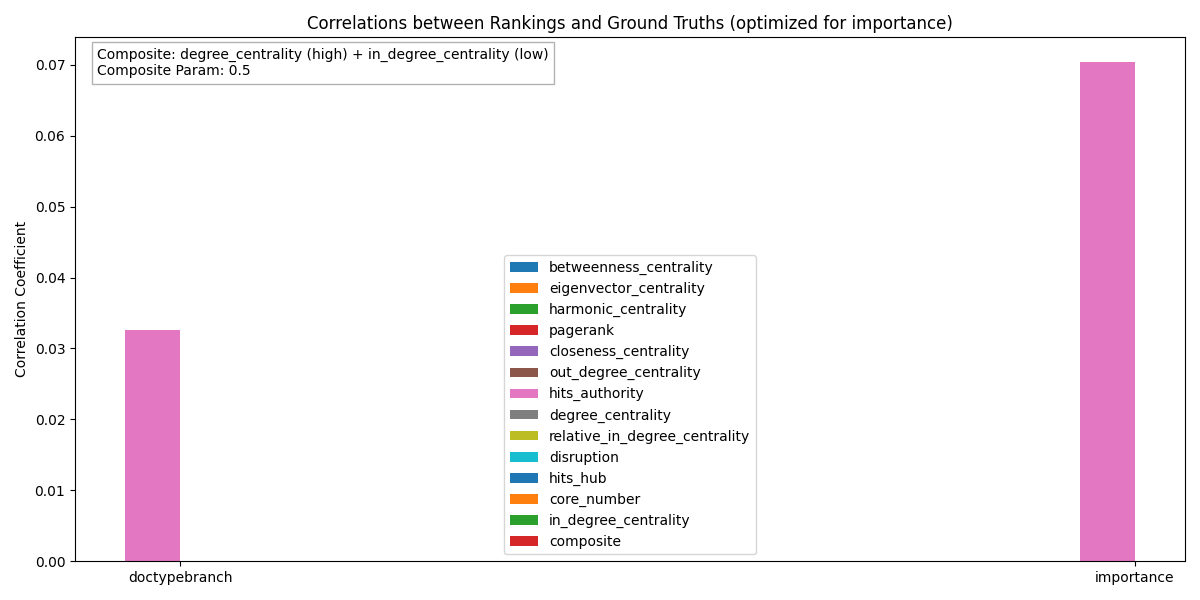 Correlations between Rankings and Ground Truths (optimized for importance)
Composite: degree_centrality (high) + in_degree_centrality (low)
Composite Param: 0.5
Correlation Coefficient
0.07
0.06
0.05
0.04
0.03
0.02
0.01
0.00
betweenness_centrality
eigenvector_centrality
harmonic_centrality
pagerank
closeness_centrality
out_degree_centrality
hits_authority
degree_centrality
relative_in_degree_centrality
disruption
hits_hub
core_number
in_degree_centrality
composite
doctypebranch
importance